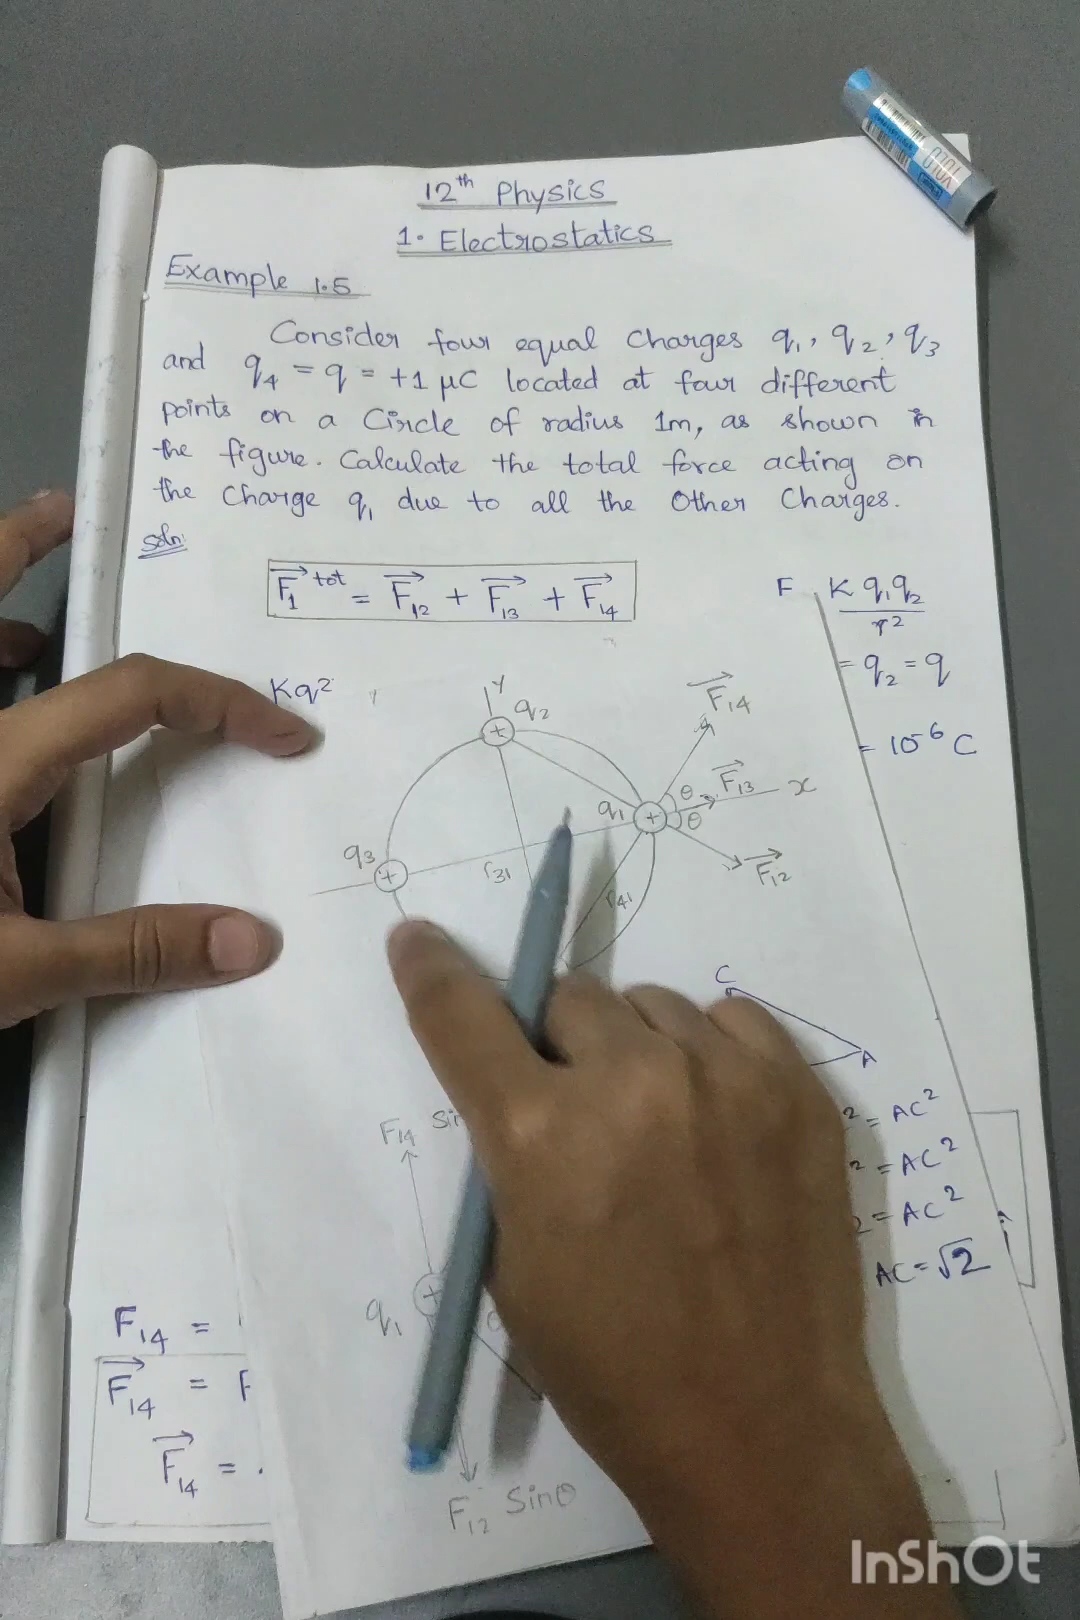 12th Physics
1. Electrostatics
Example 1.5
Consider four equal Charges q₁, q₂, q₃
and q₄ = q = +1 μC located at four different
points on a Circle of radius 1m, as shown in
the figure. Calculate the total force acting on
the Charge q₁ due to all the Other Charges.
Soln:
F₁ tot = F₁₂ + F₁₃ + F₁₄
F K q₁q₂
r²
= q₂ = q
= 10⁻⁶ C
Kq²
Y
q₂
F₁₄
q₁
θ
F₁₃
x
θ
F₁₂
q₃
r₃₁
r₄₁
C
A
² = AC²
² = AC²
2 = AC²
AC = √2
F₁₄
q₁
F₁₂ Sinθ
F₁₄ =
F₁₄ = F
F₁₄ =
YOLO
InShOt